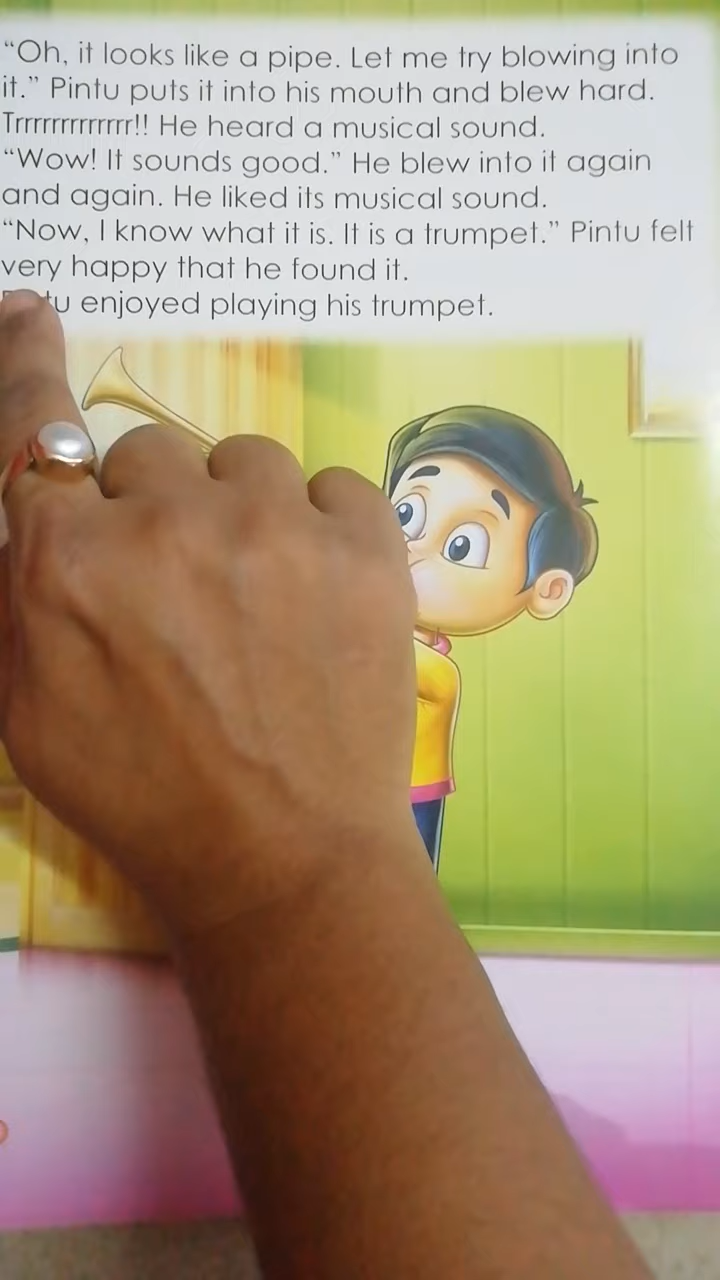 “Oh, it looks like a pipe. Let me try blowing into
it.” Pintu puts it into his mouth and blew hard.
Trrrrrrrrrrrrrr!! He heard a musical sound.
“Wow! It sounds good.” He blew into it again
and again. He liked its musical sound.
“Now, I know what it is. It is a trumpet.” Pintu felt
very happy that he found it.
enjoyed playing his trumpet.